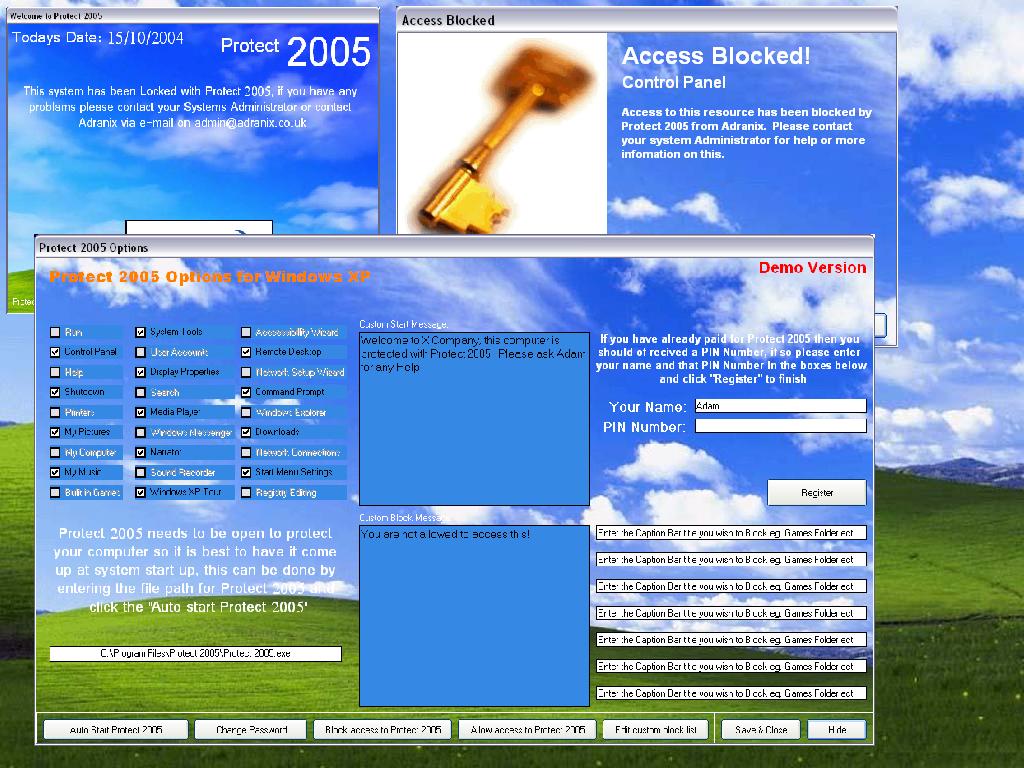 Welcome to Protect 2005
Todays Date: 15/10/2004
Protect 2005
This system has been Locked with Protect 2005, if you have any
problams please contact your Systems Administrator or contact
Adranix via e-mail on admin@adranix.co.uk
Access Blocked
Access Blocked!
Control Panel
Access to this resource has been blocked by
Protect 2005 from Adranix. Please contact
your system Administrator for help or more
infomation on this.
Protect 2005 Options
Protect 2005 Options for Windows XP
Demo Version
Run
System Tools
Accessibility Wizard
Control Panel
User Accounts
Remote Desktop
Help
Display Properties
Network Setup Wizard
Shutdown
Search
Command Prompt
Printers
Media Player
Windows Explorer
My Pictures
Windows Messenger
Downloads
My Computer
Narrator
Network Connections
My Music
Sound Recorder
Start Menu Settings
Built in Games
Windows XP Tour
Registry Editing
Custom Start Message:
Welcome to X Company, this computer is
protected with Protect 2005. Please ask Adam
for any Help
If you have already paid for Protect 2005 then you
should of recived a PIN Number, if so please enter
your name and that PIN Number in the boxes below
and click "Register" to finish
Your Name: Adam
PIN Number:
Register
Protect 2005 needs to be open to protect
your computer so it is best to have it come
up at system start up, this can be done by
entering the file path for Protect 2005 and
click the "Auto start Protect 2005"
C:\Program Files\Protect 2005\Protect 2005.exe
Custom Block Message:
You are not allowed to access this!
Enter the Caption Bar title you wish to Block eg. Games Folder ect
Enter the Caption Bar title you wish to Block eg. Games Folder ect
Enter the Caption Bar title you wish to Block eg. Games Folder ect
Enter the Caption Bar title you wish to Block eg. Games Folder ect
Enter the Caption Bar title you wish to Block eg. Games Folder ect
Enter the Caption Bar title you wish to Block eg. Games Folder ect
Enter the Caption Bar title you wish to Block eg. Games Folder ect
Auto Start Protect 2005
Change Password
Block access to Protect 2005
Allow access to Protect 2005
Edit custom block list
Save & Close
Hide